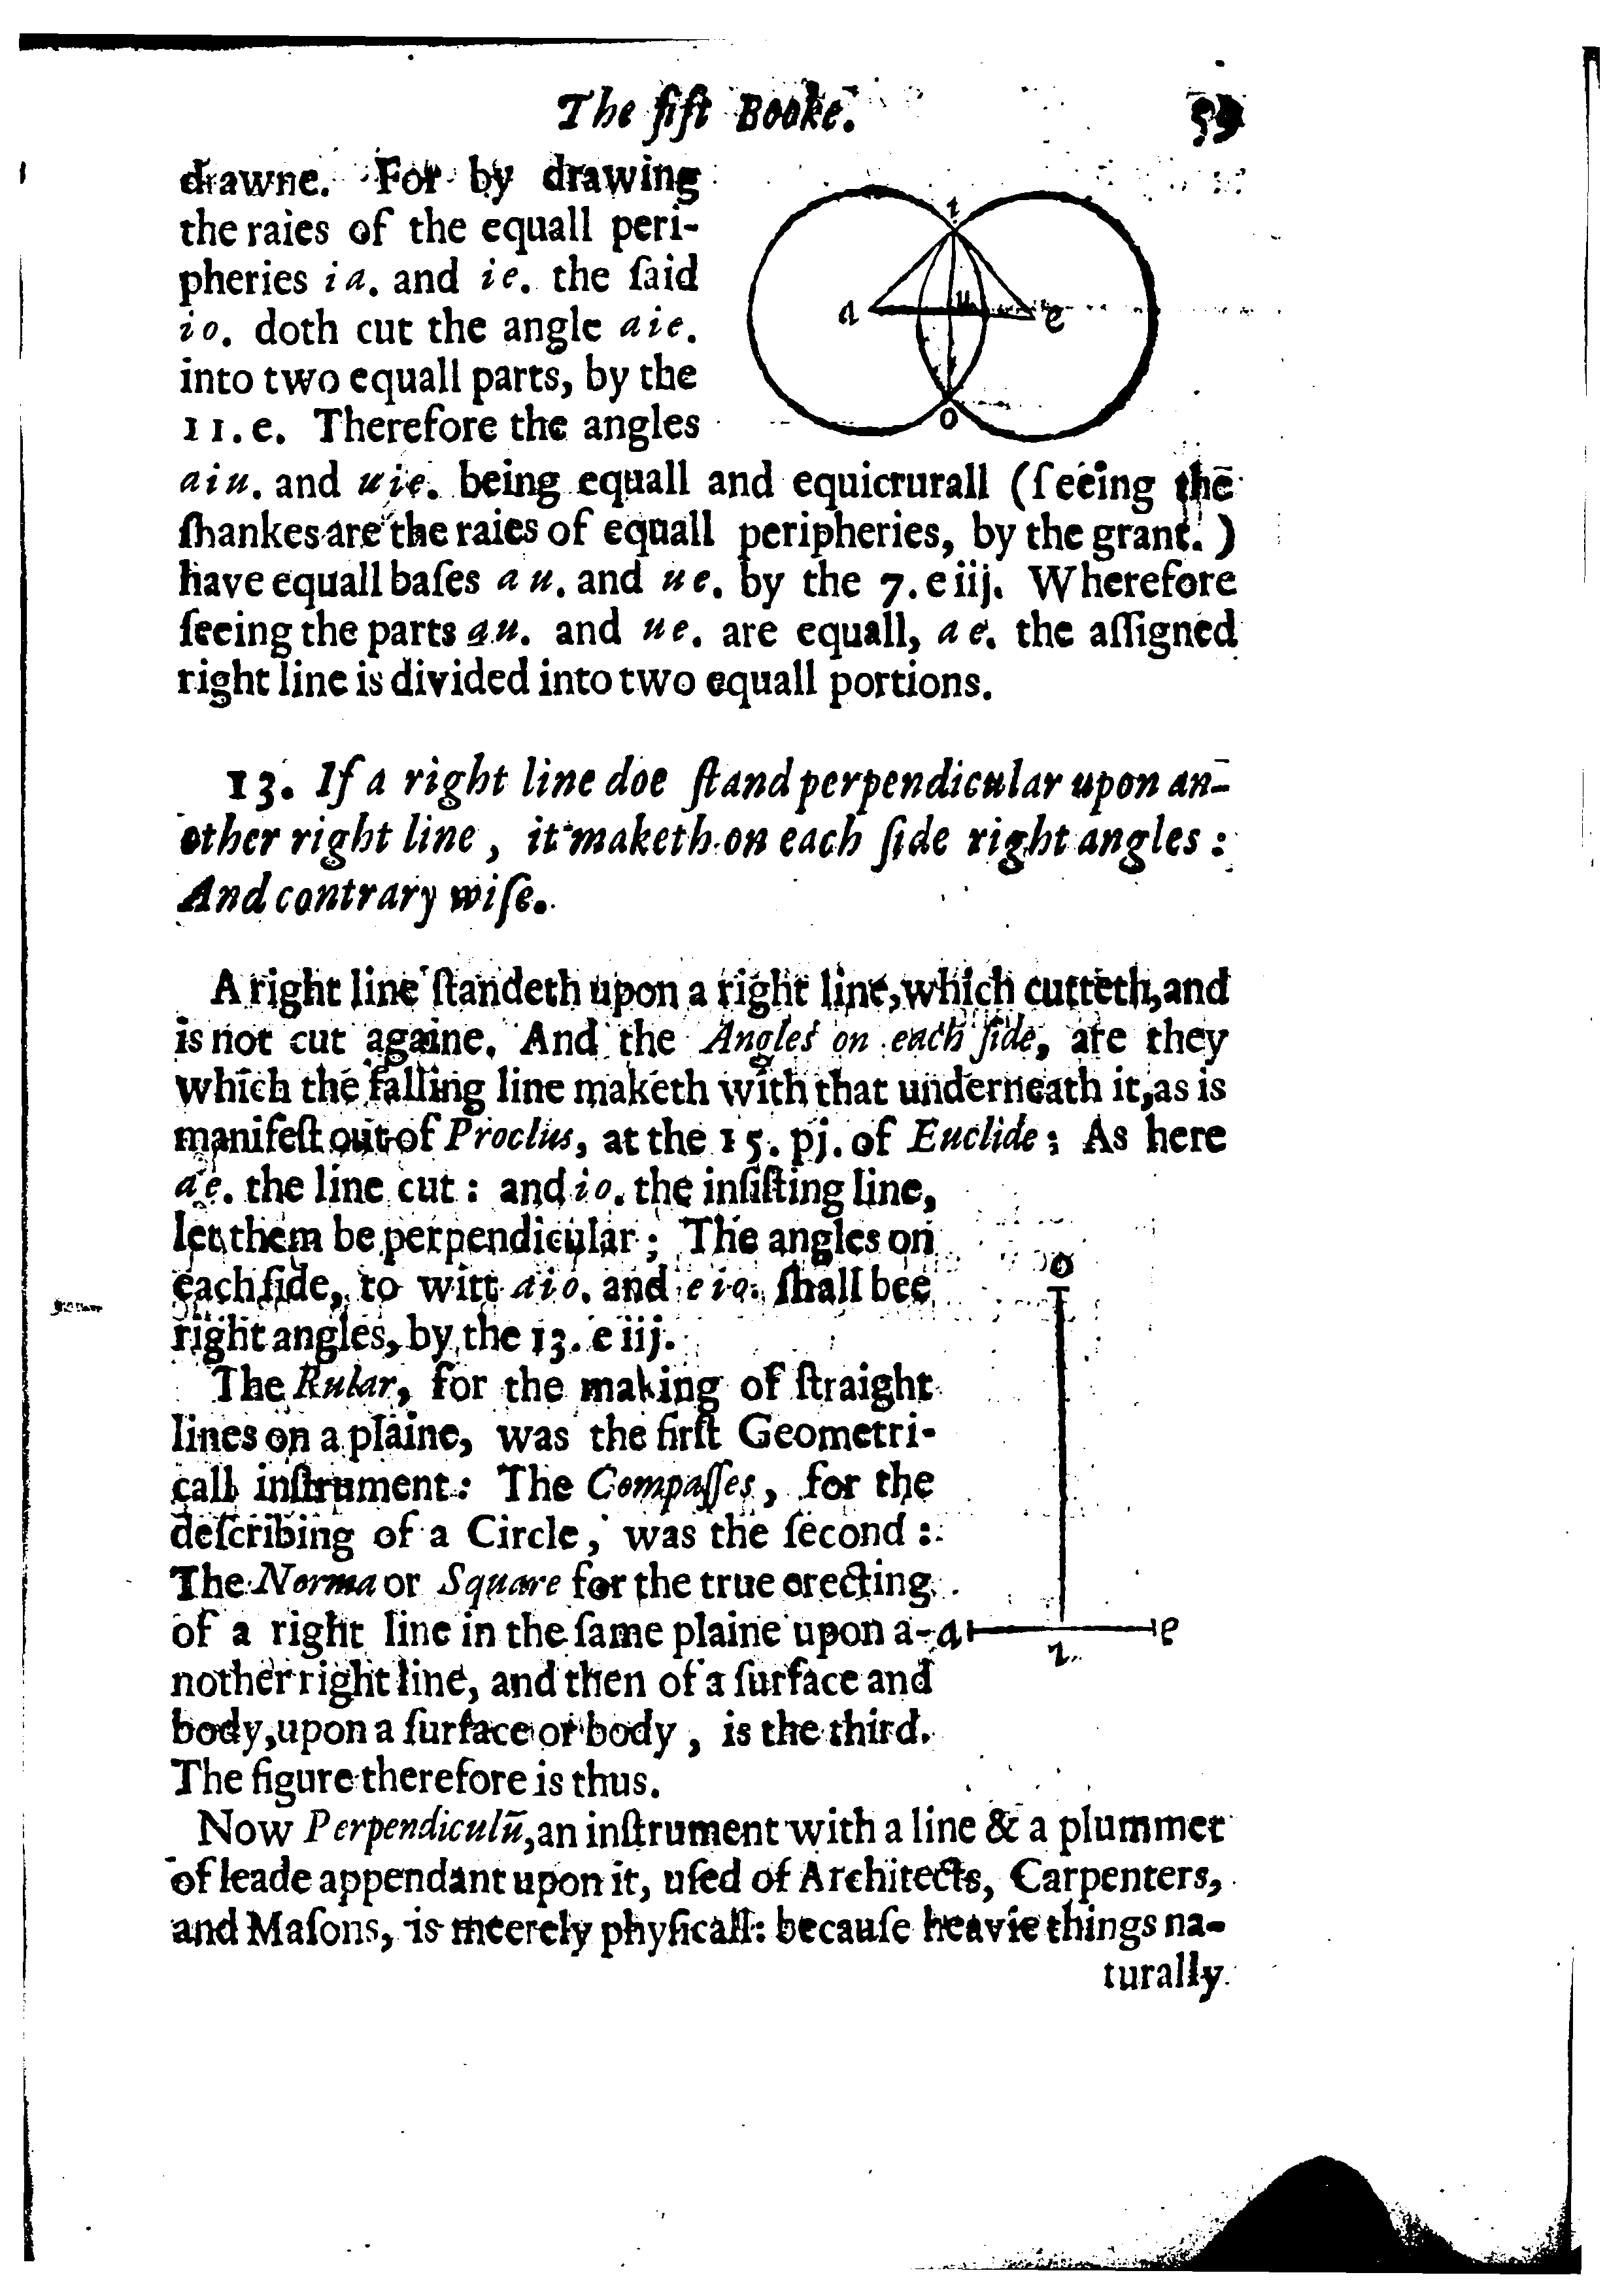 The fift Booke. 59
drawne. For by drawing
the raies of the equall peri-
pheries ia. and ie. the ſaid
io. doth cut the angle aie.
into two equall parts, by the
11. e. Therefore the angles
aiu. and uie. being equall and equicrurall (ſeeing the
ſhankes are the raies of equall peripheries, by the grant.)
have equall baſes au. and ue. by the 7. e iij. Wherefore
ſeeing the parts au. and ue. are equall, ae. the aſſigned
right line is divided into two equall portions.
i
a u e
o
13. If a right line doe ſtand perpendicular upon an-
other right line, it maketh on each ſide right angles:
And contrary wiſe.
A right line ſtandeth upon a right line, which cutteth, and
is not cut againe. And the Angles on each ſide, are they
which the falling line maketh with that underneath it, as is
manifeſt out of Proclus, at the 15. pj. of Euclide: As here
ae. the line cut: and io. the inſiſting line,
let them be perpendicular; The angles on
each ſide, to witt aio. and eio. ſhall bee
right angles, by the 13. e iij.
The Rular, for the making of ſtraight
lines on a plaine, was the firſt Geometri-
call inſtrument: The Compaſſes, for the
deſcribing of a Circle, was the ſecond:
The Norma or Square for the true erecting
of a right line in the ſame plaine upon a-
nother right line, and then of a ſurface and
body, upon a ſurface or body, is the third.
The figure therefore is thus.
o
a e
i
Now Perpendiculū, an inſtrument with a line & a plummet
of leade appendant upon it, uſed of Architects, Carpenters,
and Maſons, is meerely phyſicall: becauſe heavie things na-
turally